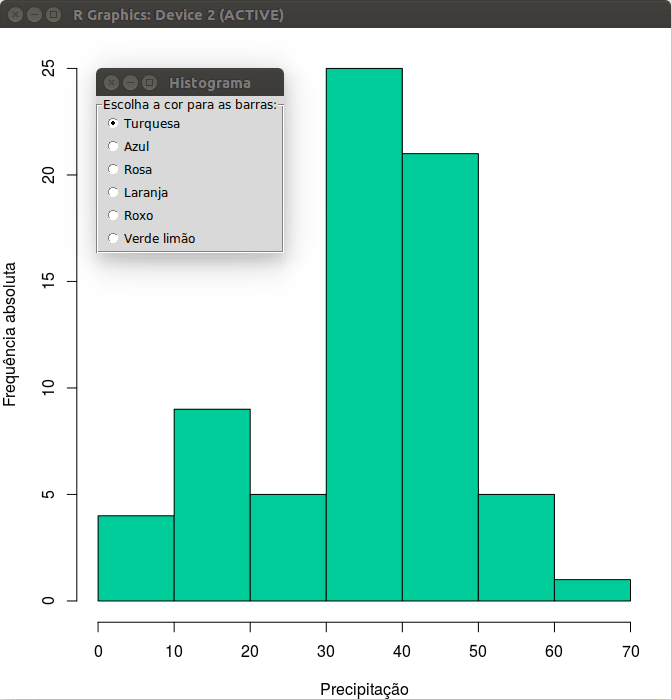 R Graphics: Device 2 (ACTIVE)
Histograma
Escolha a cor para as barras:
Turquesa
Azul
Rosa
Laranja
Roxo
Verde limão
Frequência absoluta
25
20
15
10
5
0
0 10 20 30 40 50 60 70
Precipitação